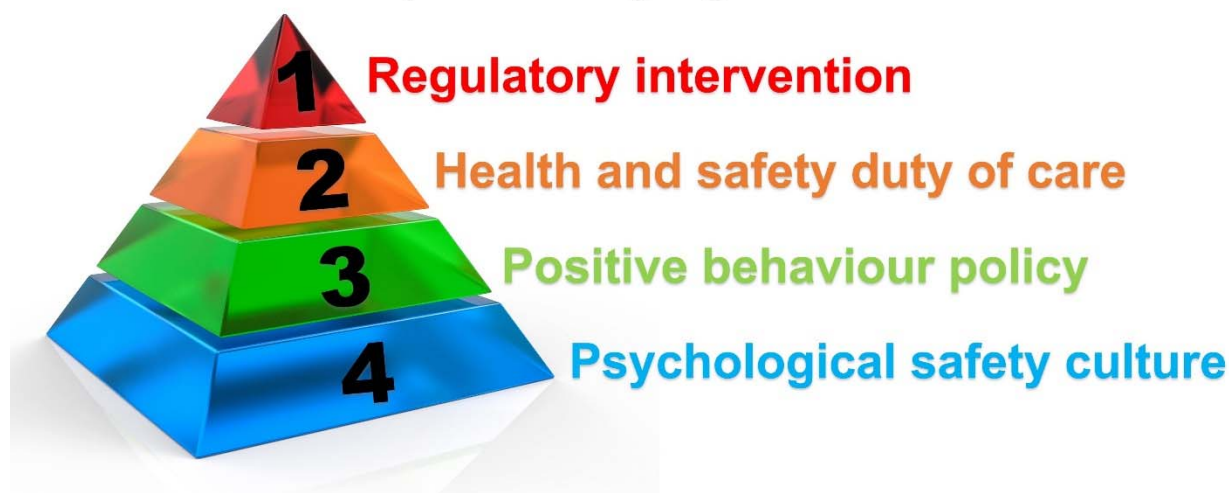 1 Regulatory intervention
2 Health and safety duty of care
3 Positive behaviour policy
4 Psychological safety culture